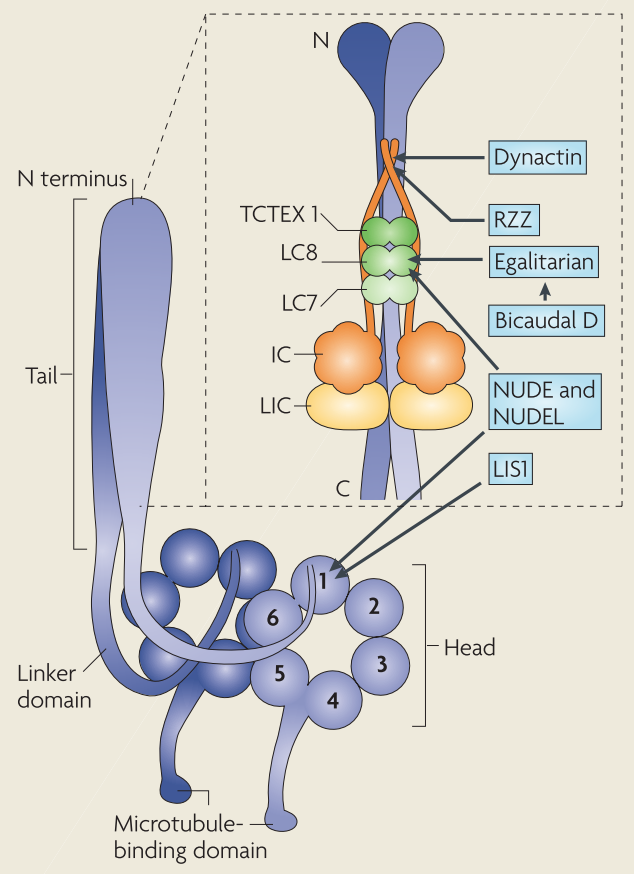 N
Dynactin
N terminus
TCTEX 1
RZZ
LC8
Egalitarian
LC7
Bicaudal D
IC
Tail
NUDE and
NUDEL
LIC
LIS1
C
1
2
6
Head
3
5
Linker
domain
4
Microtubule-
binding domain